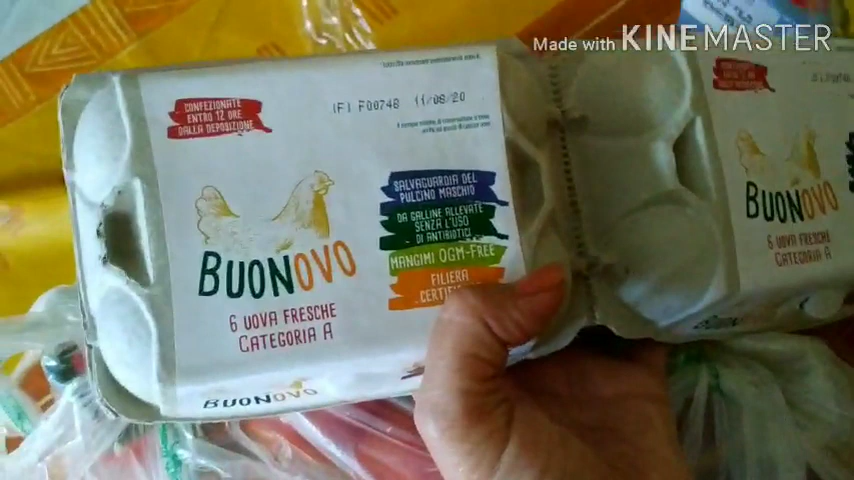 Made with KINEMASTER
CONFEZIONATE
ENTRO 12 ORE
DALLA DEPOSIZIONE
IFI F00748 11/08/20
SALVAGUARDIA DEL
PULCINO MASCHIO
DA GALLINE ALLEVATE
SENZA L'USO
DI ANTIBIOTICI
MANGIMI OGM-FREE
FILIERA
BUONOVO
6 UOVA FRESCHE
CATEGORIA A
BUONOVO
BUONOVO
6 UOVA FRESCHE
CATEGORIA A